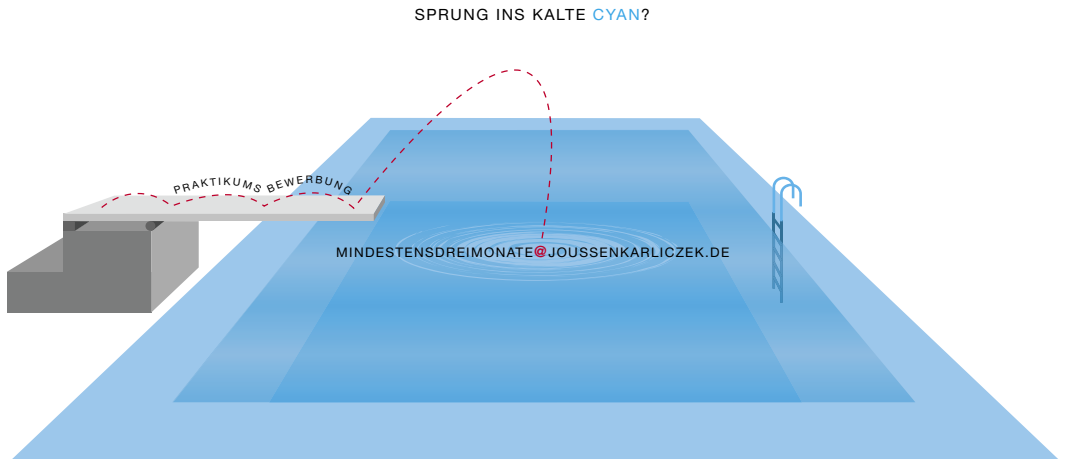 SPRUNG INS KALTE CYAN?
PRAKTIKUMS BEWERBUNG
MINDESTENSDREIMONATE@JOUSSENKARLICZEK.DE